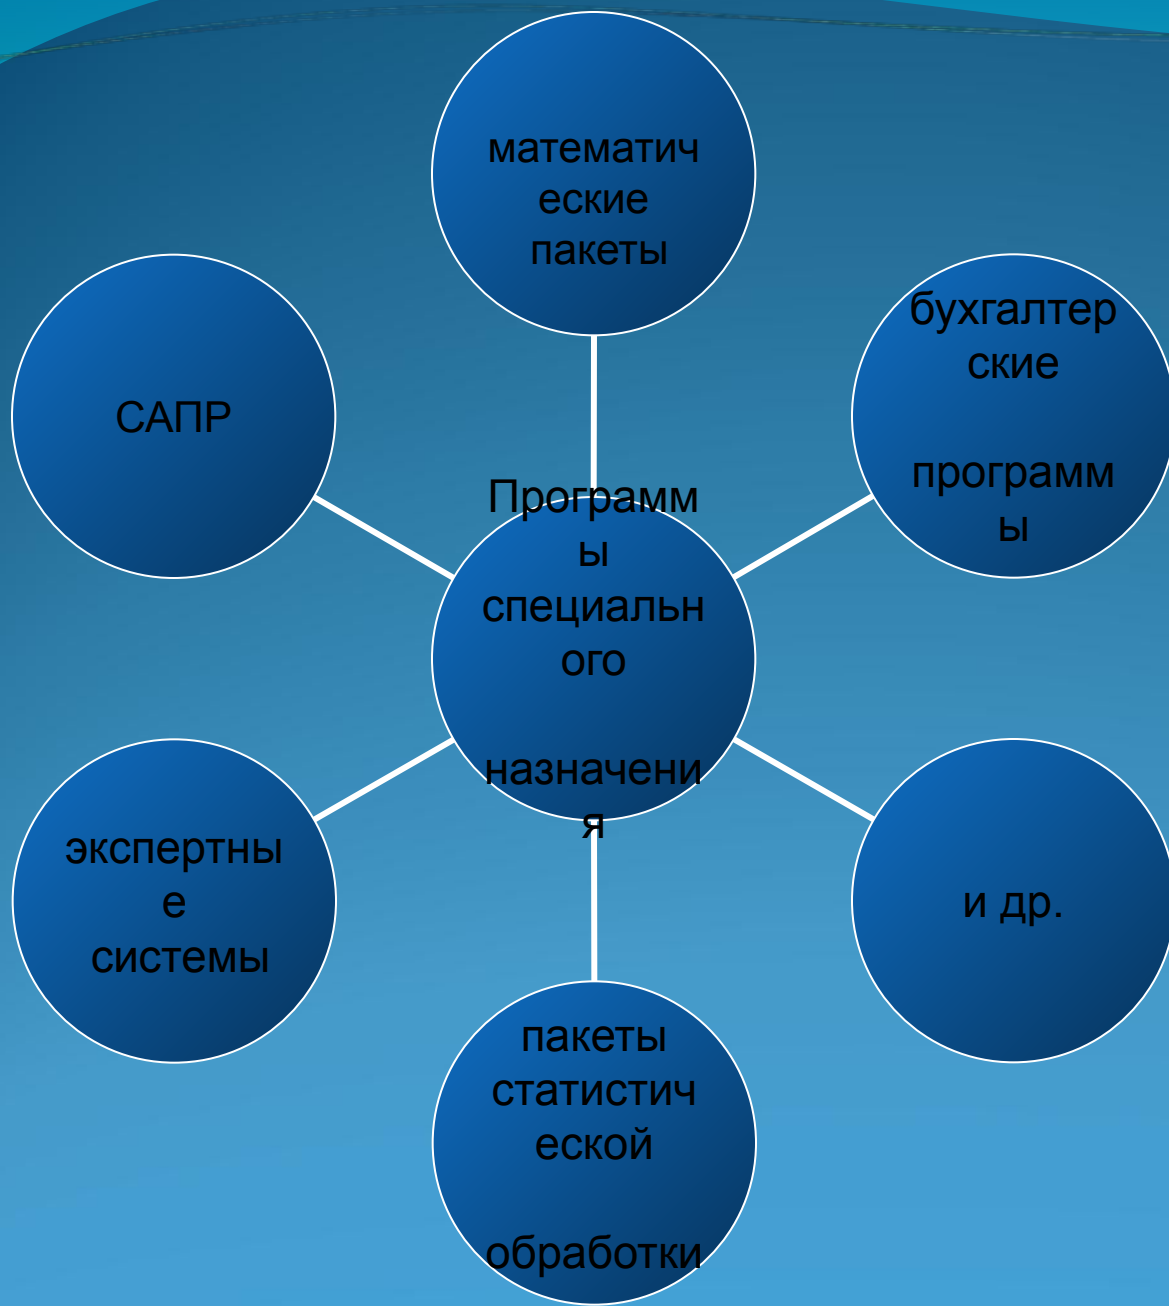 математич
еские
пакеты
бухгалтер
ские
программ
ы
САПР
Программ
ы
специальн
ого
назначени
я
экспертны
е
системы
и др.
пакеты
статистич
еской
обработки